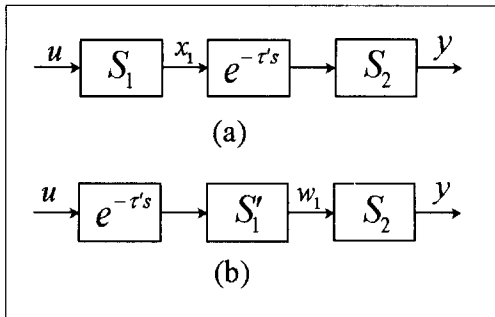 u S₁ x₁ e^{-τ's} S₂ y
(a)
u e^{-τ's} S₁' w₁ S₂ y
(b)